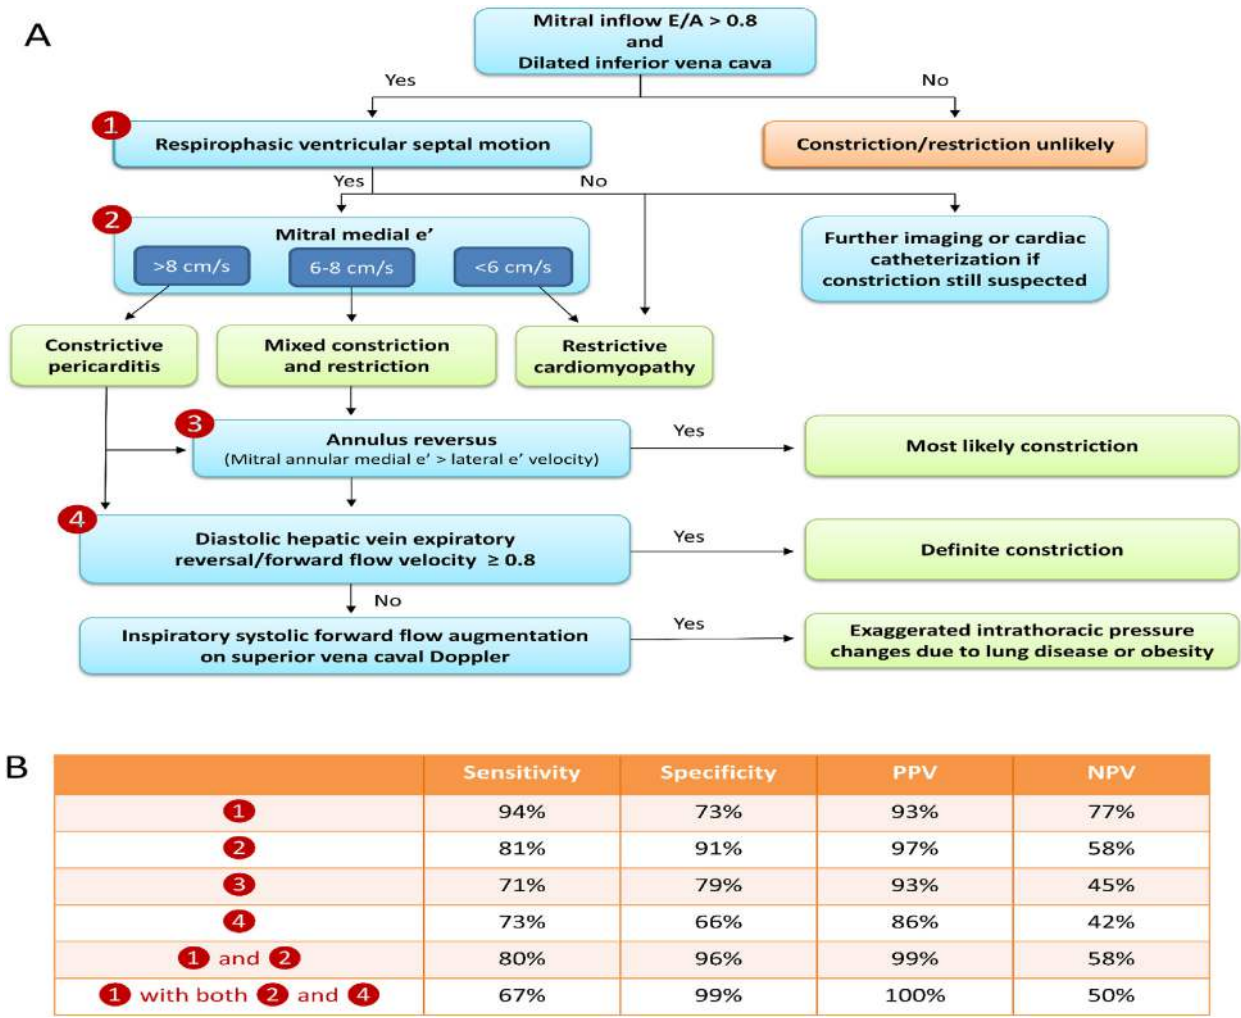 A
Mitral inflow E/A > 0.8
and
Dilated inferior vena cava
Yes
No
1
Respirophasic ventricular septal motion
Constriction/restriction unlikely
Yes
No
2
Mitral medial e’
>8 cm/s
6-8 cm/s
<6 cm/s
Further imaging or cardiac
catheterization if
constriction still suspected
Constrictive
pericarditis
Mixed constriction
and restriction
Restrictive
cardiomyopathy
3
Annulus reversus
(Mitral annular medial e’ > lateral e’ velocity)
Yes
Most likely constriction
4
Diastolic hepatic vein expiratory
reversal/forward flow velocity ≥ 0.8
Yes
Definite constriction
No
Inspiratory systolic forward flow augmentation
on superior vena caval Doppler
Yes
Exaggerated intrathoracic pressure
changes due to lung disease or obesity
B
Sensitivity Specificity PPV NPV
1 94% 73% 93% 77%
2 81% 91% 97% 58%
3 71% 79% 93% 45%
4 73% 66% 86% 42%
1 and 2 80% 96% 99% 58%
1 with both 2 and 4 67% 99% 100% 50%